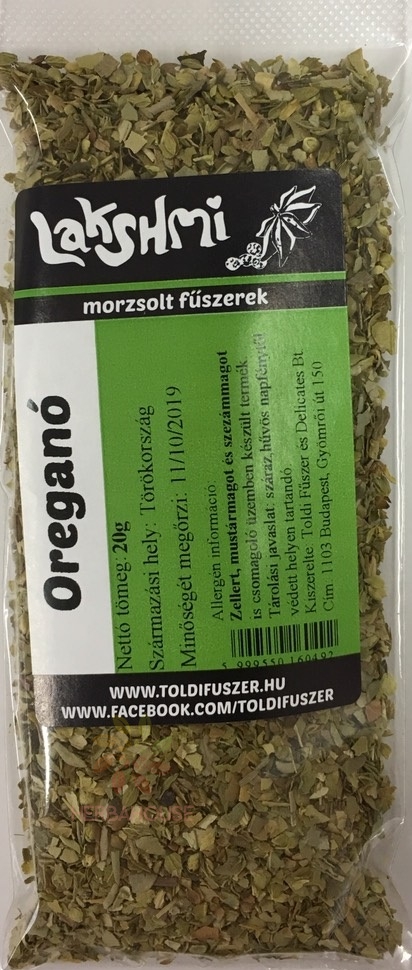 Lakshmi
morzsolt fűszerek
Oreganó
Nettó tömeg: 20g
Származási hely: Törökország
Minőségét megőrzi: 11/10/2019
Allergén információ:
Zellert, mustármagot és szezámmagot
is csomagoló üzemben készült termék
Tárolási javaslat: száraz, hűvös napfénytől
védett helyen tartandó
Kiszerelte: Toldi Fűszer es Delicates Bt
Cím 1103 Budapest, Gyömrői út 150
5 999550 160492
WWW.TOLDIFUSZER.HU
WWW.FACEBOOK.COM/TOLDIFUSZER